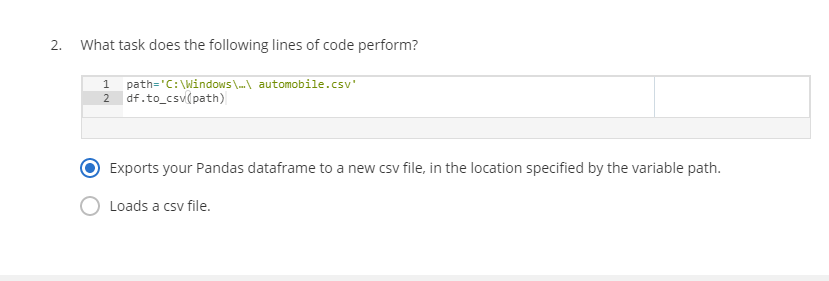 2. What task does the following lines of code perform?
1 path='C:\Windows\…\ automobile.csv'
2 df.to_csv(path)
Exports your Pandas dataframe to a new csv file, in the location specified by the variable path.
Loads a csv file.